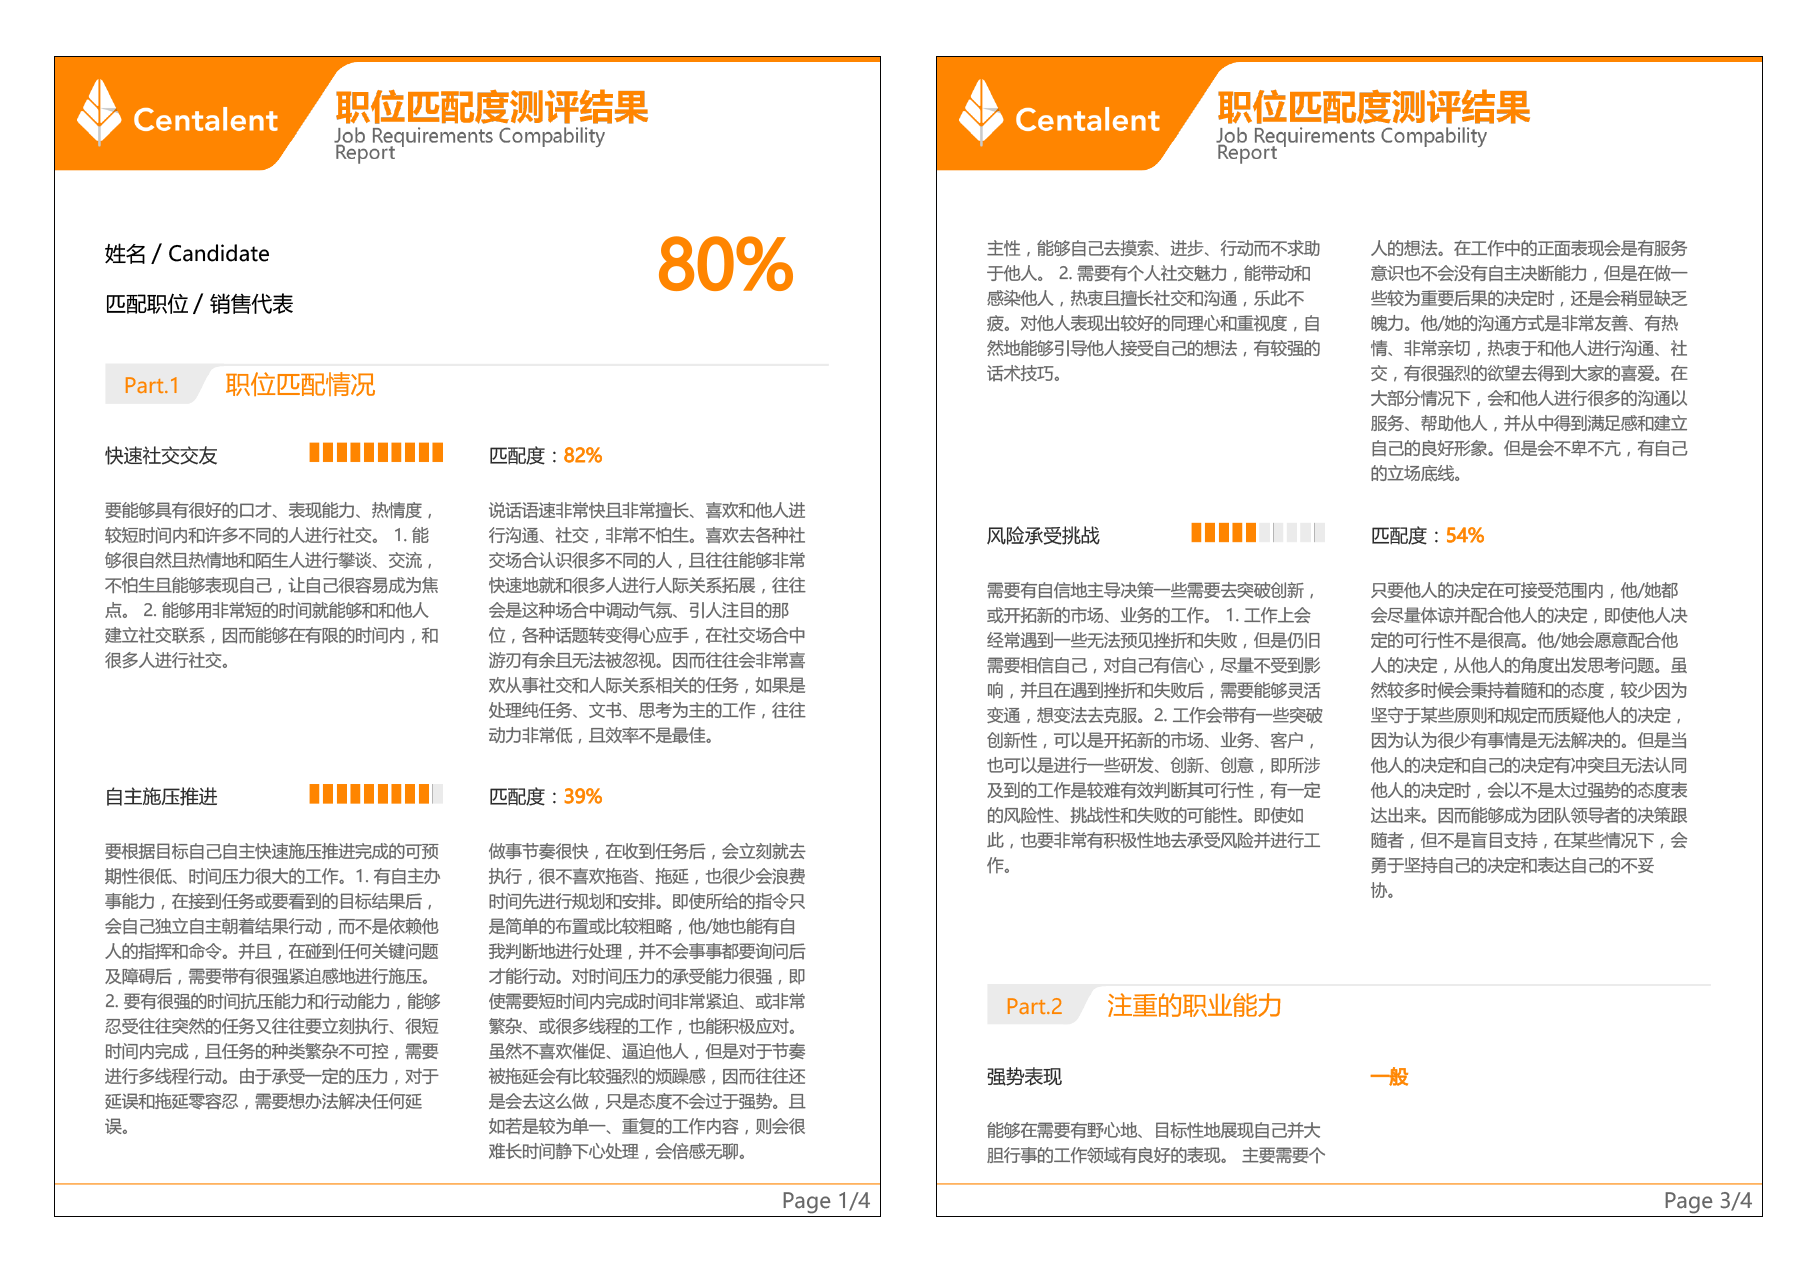 Centalent
职位匹配度测评结果
Job Requirements Compability
Report
姓名 / Candidate
80%
匹配职位 / 销售代表
Part.1
职位匹配情况
快速社交交友
匹配度：82%
要能够具有很好的口才、表现能力、热情度，
较短时间内和许多不同的人进行社交。 1. 能
够很自然且热情地和陌生人进行攀谈、交流，
不怕生且能够表现自己，让自己很容易成为焦
点。 2. 能够用非常短的时间就能够和和他人
建立社交联系，因而能够在有限的时间内，和
很多人进行社交。
说话语速非常快且非常擅长、喜欢和他人进
行沟通、社交，非常不怕生。喜欢去各种社
交场合认识很多不同的人，且往往能够非常
快速地就和很多人进行人际关系拓展，往往
会是这种场合中调动气氛、引人注目的那
位，各种话题转变得心应手，在社交场合中
游刃有余且无法被忽视。因而往往会非常喜
欢从事社交和人际关系相关的任务，如果是
处理纯任务、文书、思考为主的工作，往往
动力非常低，且效率不是最佳。
自主施压推进
匹配度：39%
要根据目标自己自主快速施压推进完成的可预
期性很低、时间压力很大的工作。1. 有自主办
事能力，在接到任务或要看到的目标结果后，
会自己独立自主朝着结果行动，而不是依赖他
人的指挥和命令。并且，在碰到任何关键问题
及障碍后，需要带有很强紧迫感地进行施压。
2. 要有很强的时间抗压能力和行动能力，能够
忍受往往突然的任务又往往要立刻执行、很短
时间内完成，且任务的种类繁杂不可控，需要
进行多线程行动。由于承受一定的压力，对于
延误和拖延零容忍，需要想办法解决任何延
误。
做事节奏很快，在收到任务后，会立刻就去
执行，很不喜欢拖沓、拖延，也很少会浪费
时间先进行规划和安排。即使所给的指令只
是简单的布置或比较粗略，他/她也能有自
我判断地进行处理，并不会事事都要询问后
才能行动。对时间压力的承受能力很强，即
使需要短时间内完成时间非常紧迫、或非常
繁杂、或很多线程的工作，也能积极应对。
虽然不喜欢催促、逼迫他人，但是对于节奏
被拖延会有比较强烈的烦躁感，因而往往还
是会去这么做，只是态度不会过于强势。且
如若是较为单一、重复的工作内容，则会很
难长时间静下心处理，会倍感无聊。
Page 1/4
Centalent
职位匹配度测评结果
Job Requirements Compability
Report
主性，能够自己去摸索、进步、行动而不求助
于他人。 2. 需要有个人社交魅力，能带动和
感染他人，热衷且擅长社交和沟通，乐此不
疲。对他人表现出较好的同理心和重视度，自
然地能够引导他人接受自己的想法，有较强的
话术技巧。
人的想法。在工作中的正面表现会是有服务
意识也不会没有自主决断能力，但是在做一
些较为重要后果的决定时，还是会稍显缺乏
魄力。他/她的沟通方式是非常友善、有热
情、非常亲切，热衷于和他人进行沟通、社
交，有很强烈的欲望去得到大家的喜爱。在
大部分情况下，会和他人进行很多的沟通以
服务、帮助他人，并从中得到满足感和建立
自己的良好形象。但是会不卑不亢，有自己
的立场底线。
风险承受挑战
匹配度：54%
需要有自信地主导决策一些需要去突破创新，
或开拓新的市场、业务的工作。 1. 工作上会
经常遇到一些无法预见挫折和失败，但是仍旧
需要相信自己，对自己有信心，尽量不受到影
响，并且在遇到挫折和失败后，需要能够灵活
变通，想变法去克服。2. 工作会带有一些突破
创新性，可以是开拓新的市场、业务、客户，
也可以是进行一些研发、创新、创意，即所涉
及到的工作是较难有效判断其可行性，有一定
的风险性、挑战性和失败的可能性。即使如
此，也要非常有积极性地去承受风险并进行工
作。
只要他人的决定在可接受范围内，他/她都
会尽量体谅并配合他人的决定，即使他人决
定的可行性不是很高。他/她会愿意配合他
人的决定，从他人的角度出发思考问题。虽
然较多时候会秉持着随和的态度，较少因为
坚守于某些原则和规定而质疑他人的决定，
因为认为很少有事情是无法解决的。但是当
他人的决定和自己的决定有冲突且无法认同
他人的决定时，会以不是太过强势的态度表
达出来。因而能够成为团队领导者的决策跟
随者，但不是盲目支持，在某些情况下，会
勇于坚持自己的决定和表达自己的不妥
协。
Part.2
注重的职业能力
强势表现
一般
能够在需要有野心地、目标性地展现自己并大
胆行事的工作领域有良好的表现。 主要需要个
Page 3/4